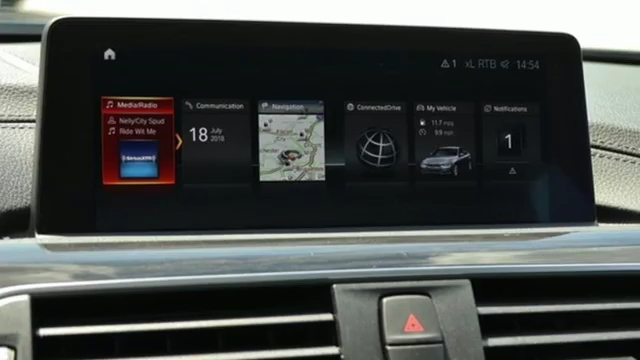 1 xL RTB 14:54
Media/Radio
Nelly/City Spud
Ride Wit Me
SiriusXM
Communication
18 July
2018
Navigation
ConnectedDrive
My Vehicle
Notifications
1